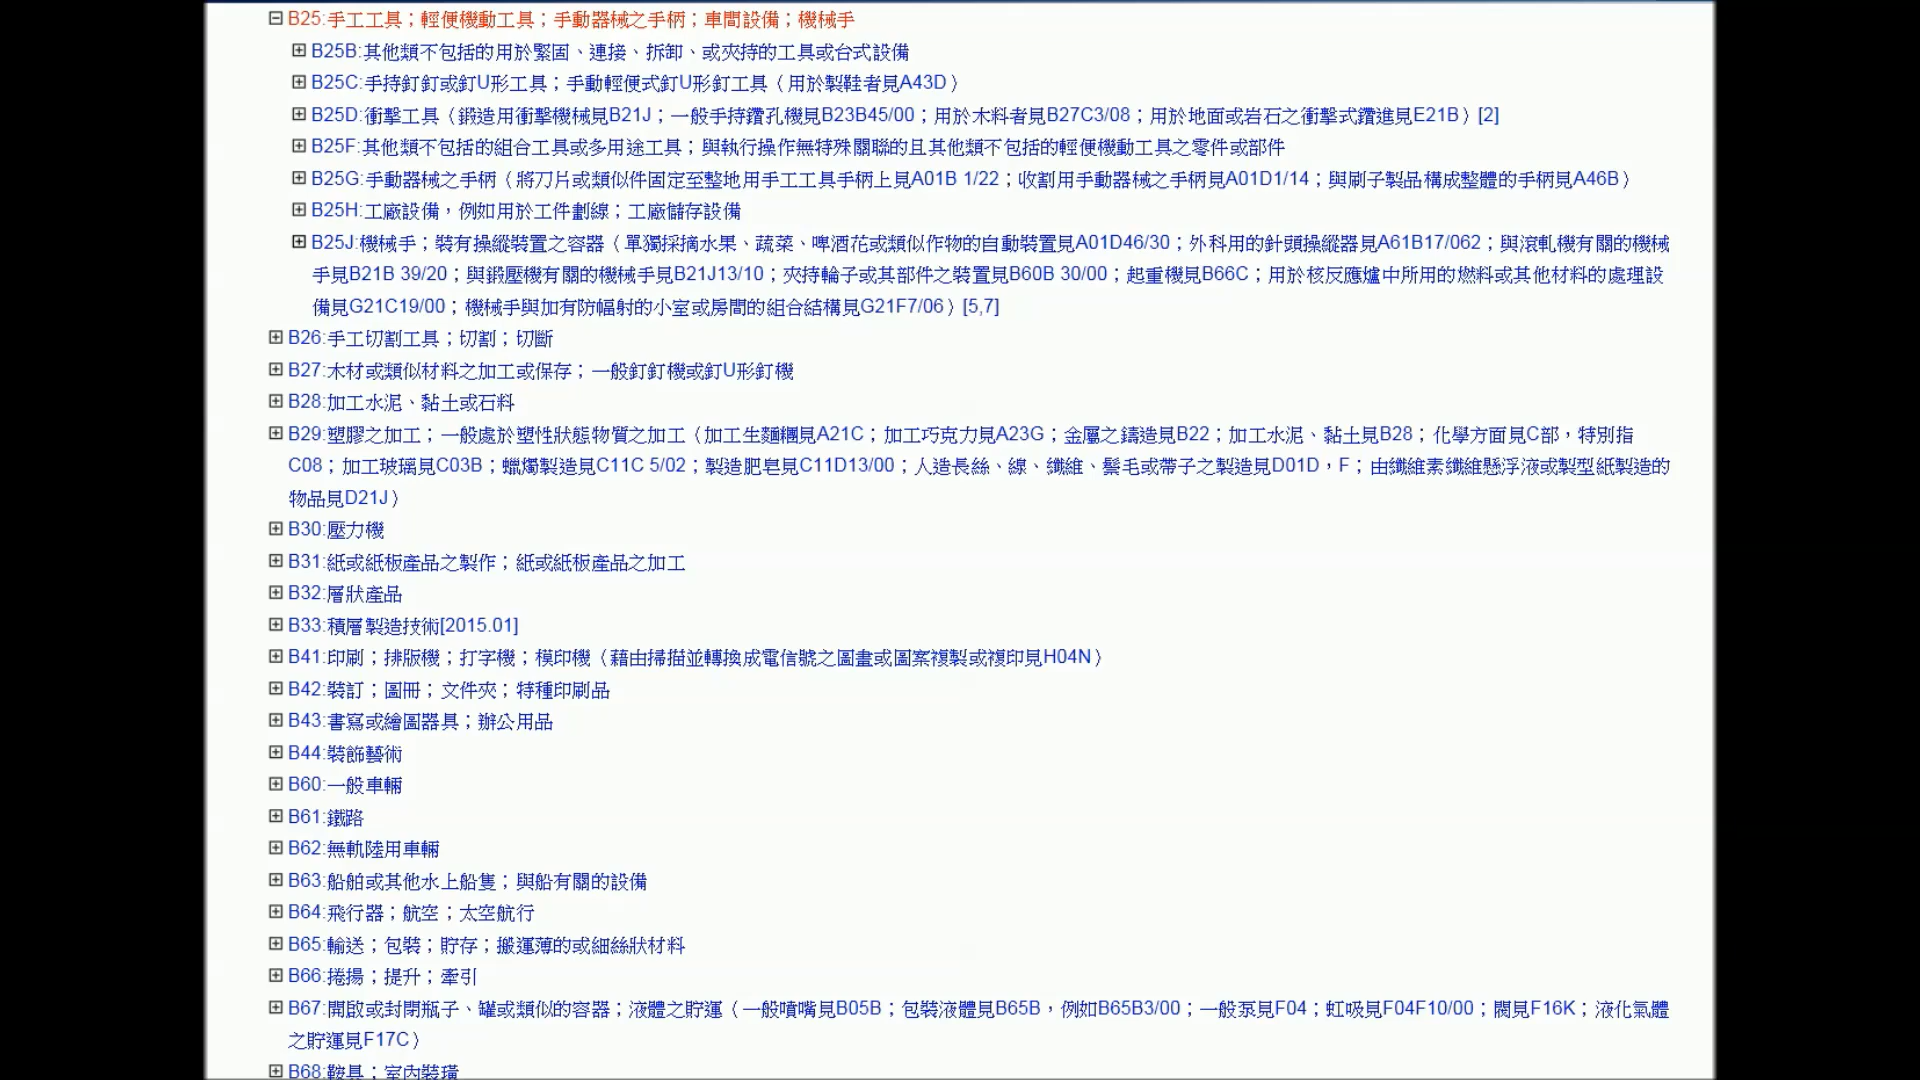 B25:手工工具；輕便機動工具；手動器械之手柄；車間設備；機械手
B25B:其他類不包括的用於緊固、連接、拆卸、或夾持的工具或台式設備
B25C:手持釘釘或釘U形工具；手動輕便式釘U形釘工具（用於製鞋者見A43D）
B25D:衝擊工具（鍛造用衝擊機械見B21J；一般手持鑽孔機見B23B45/00；用於木料者見B27C3/08；用於地面或岩石之衝擊式鑽進見E21B）[2]
B25F:其他類不包括的組合工具或多用途工具；與執行操作無特殊關聯的且其他類不包括的輕便機動工具之零件或部件
B25G:手動器械之手柄（將刀片或類似件固定至整地用手工工具手柄上見A01B 1/22；收割用手動器械之手柄見A01D1/14；與刷子製品構成整體的手柄見A46B）
B25H:工廠設備，例如用於工件劃線；工廠儲存設備
B25J:機械手；裝有操縱裝置之容器（單獨採摘水果、蔬菜、啤酒花或類似作物的自動裝置見A01D46/30；外科用的針頭操縱器見A61B17/062；與滾軋機有關的機械
手見B21B 39/20；與鍛壓機有關的機械手見B21J13/10；夾持輪子或其部件之裝置見B60B 30/00；起重機見B66C；用於核反應爐中所用的燃料或其他材料的處理設
備見G21C19/00；機械手與加有防幅射的小室或房間的組合結構見G21F7/06）[5,7]
B26:手工切割工具；切割；切斷
B27:木材或類似材料之加工或保存；一般釘釘機或釘U形釘機
B28:加工水泥、黏土或石料
B29:塑膠之加工；一般處於塑性狀態物質之加工（加工生麵糰見A21C；加工巧克力見A23G；金屬之鑄造見B22；加工水泥、黏土見B28；化學方面見C部，特別指
C08；加工玻璃見C03B；蠟燭製造見C11C 5/02；製造肥皂見C11D13/00；人造長絲、線、纖維、鬃毛或帶子之製造見D01D，F；由纖維素纖維懸浮液或製型紙製造的
物品見D21J）
B30:壓力機
B31:紙或紙板產品之製作；紙或紙板產品之加工
B32:層狀產品
B33:積層製造技術[2015.01]
B41:印刷；排版機；打字機；模印機（藉由掃描並轉換成電信號之圖畫或圖案複製或複印見H04N）
B42:裝訂；圖冊；文件夾；特種印刷品
B43:書寫或繪圖器具；辦公用品
B44:裝飾藝術
B60:一般車輛
B61:鐵路
B62:無軌陸用車輛
B63:船舶或其他水上船隻；與船有關的設備
B64:飛行器；航空；太空航行
B65:輸送；包裝；貯存；搬運薄的或細絲狀材料
B66:捲揚；提升；牽引
B67:開啟或封閉瓶子、罐或類似的容器；液體之貯運（一般噴嘴見B05B；包裝液體見B65B，例如B65B3/00；一般泵見F04；虹吸見F04F10/00；閥見F16K；液化氣體
之貯運見F17C）
B68:鞍具；室內裝璜